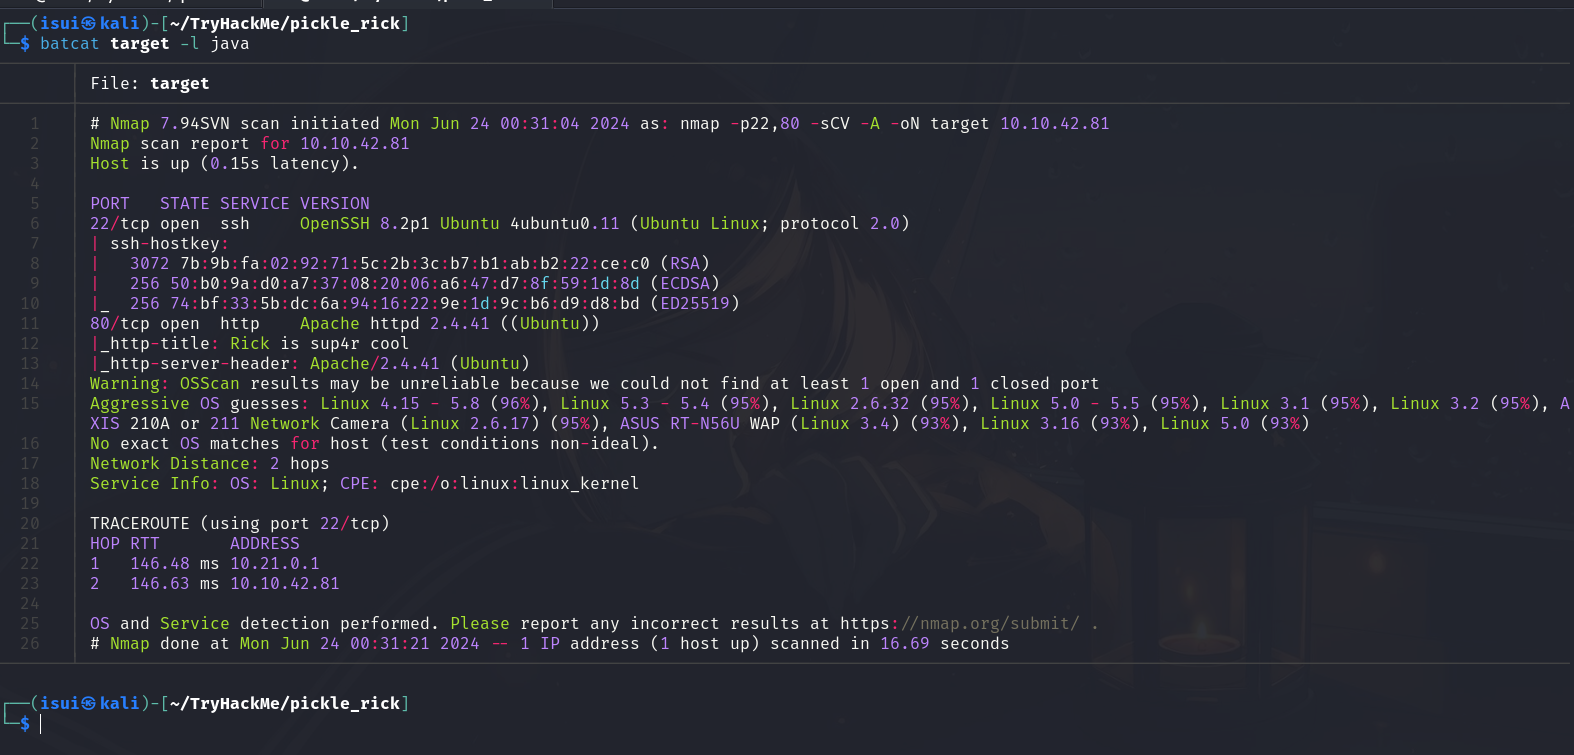 ┌──(isui㉿kali)-[~/TryHackMe/pickle_rick]
└─$ batcat target -l java
File: target
1 # Nmap 7.94SVN scan initiated Mon Jun 24 00:31:04 2024 as: nmap -p22,80 -sCV -A -oN target 10.10.42.81
2 Nmap scan report for 10.10.42.81
3 Host is up (0.15s latency).
4
5 PORT   STATE SERVICE VERSION
6 22/tcp open  ssh     OpenSSH 8.2p1 Ubuntu 4ubuntu0.11 (Ubuntu Linux; protocol 2.0)
7 | ssh-hostkey:
8 |   3072 7b:9b:fa:02:92:71:5c:2b:3c:b7:b1:ab:b2:22:ce:c0 (RSA)
9 |   256 50:b0:9a:d0:a7:37:08:20:06:a6:47:d7:8f:59:1d:8d (ECDSA)
10 |_  256 74:bf:33:5b:dc:6a:94:16:22:9e:1d:9c:b6:d9:d8:bd (ED25519)
11 80/tcp open  http    Apache httpd 2.4.41 ((Ubuntu))
12 |_http-title: Rick is sup4r cool
13 |_http-server-header: Apache/2.4.41 (Ubuntu)
14 Warning: OSScan results may be unreliable because we could not find at least 1 open and 1 closed port
15 Aggressive OS guesses: Linux 4.15 - 5.8 (96%), Linux 5.3 - 5.4 (95%), Linux 2.6.32 (95%), Linux 5.0 - 5.5 (95%), Linux 3.1 (95%), Linux 3.2 (95%), A
XIS 210A or 211 Network Camera (Linux 2.6.17) (95%), ASUS RT-N56U WAP (Linux 3.4) (93%), Linux 3.16 (93%), Linux 5.0 (93%)
16 No exact OS matches for host (test conditions non-ideal).
17 Network Distance: 2 hops
18 Service Info: OS: Linux; CPE: cpe:/o:linux:linux_kernel
19
20 TRACEROUTE (using port 22/tcp)
21 HOP RTT       ADDRESS
22 1   146.48 ms 10.21.0.1
23 2   146.63 ms 10.10.42.81
24
25 OS and Service detection performed. Please report any incorrect results at https://nmap.org/submit/ .
26 # Nmap done at Mon Jun 24 00:31:21 2024 -- 1 IP address (1 host up) scanned in 16.69 seconds
┌──(isui㉿kali)-[~/TryHackMe/pickle_rick]
└─$